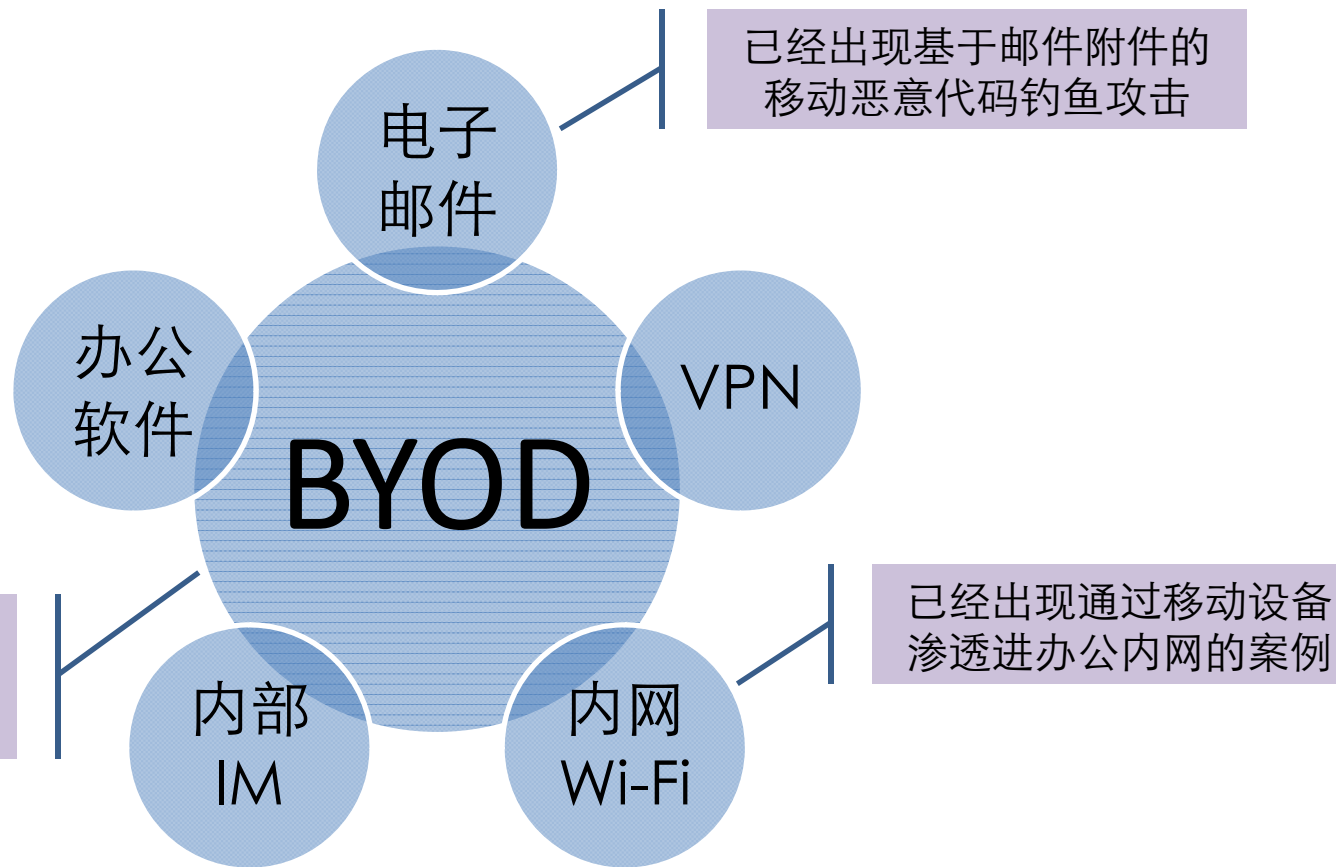 已经出现基于邮件附件的
移动恶意代码钓鱼攻击
电子
邮件
办公
软件
VPN
BYOD
已经出现通过移动设备
渗透进办公内网的案例
内部
IM
内网
Wi-Fi